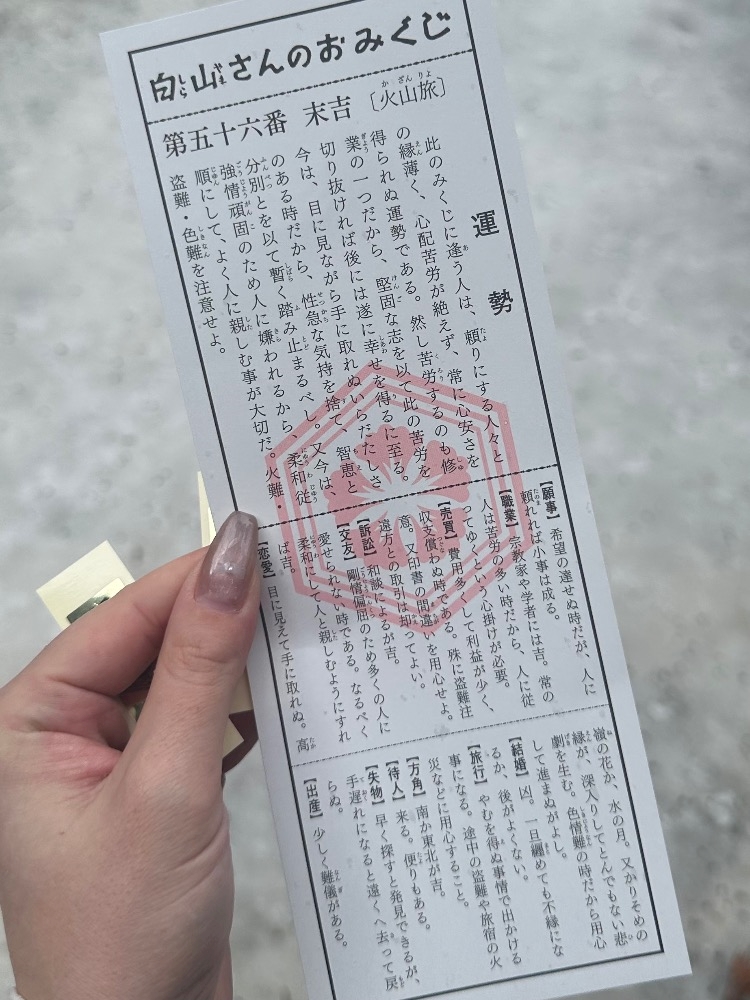 白山さんのおみくじ
第五十六番 末吉 〔火山旅〕
運勢
此のみくじに逢う人は、頼りにする人々と
の縁薄く、心配苦労が絶えず、常に心安さを
得られぬ運勢である。然し苦労するのも修
業の一つだから、堅固な志を以て此の苦労を
切り抜ければ後には遂に幸せを得るに至る。
今は、目に見ながら手に取れぬいらだたしさ
のある時だから、性急な気持を捨て、智恵と
分別とを以て暫く踏み止まるべし。又今は、
強情頑固のため人に嫌われるから、柔和従
順にして、よく人に親しむ事が大切だ。火難・
盗難・色難を注意せよ。
【願事】希望の達せぬ時だが、人に
頼れば小事は成る。
【職業】宗教家や学者には吉。常の
人は苦労の多い時だから、人に従
ってゆくという心掛けが必要。
【売買】費用多くして利益が少く、
収支償わぬ時である。殊に盗難注
意。又印書の間違いを用心せよ。
遠方との取引は却ってよい。
【訴訟】和談によるが吉。
【交友】剛情偏屈のため多くの人に
愛せられない時である。なるべく
柔和にして人と親しむようにすれ
ば吉。
【恋愛】目に見えて手に取れぬ。高
嶺の花か、水の月。又かりそめの
縁が、深入りしてとんでもない悲
劇を生む。色情難の時だから用心
して進まぬがよし。
【結婚】凶。一旦纏めても不縁にな
るか、後がよくない。
【旅行】やむを得ぬ事情で出かける
事になる。途中の盗難や旅宿の火
災などに用心すること。
【方角】南か東北が吉。
【待人】来る。便りもある。
【失物】早く探すと発見できるが、
手遅れになると遠くへ去って戻
らぬ。
【出産】少しく難儀がある。